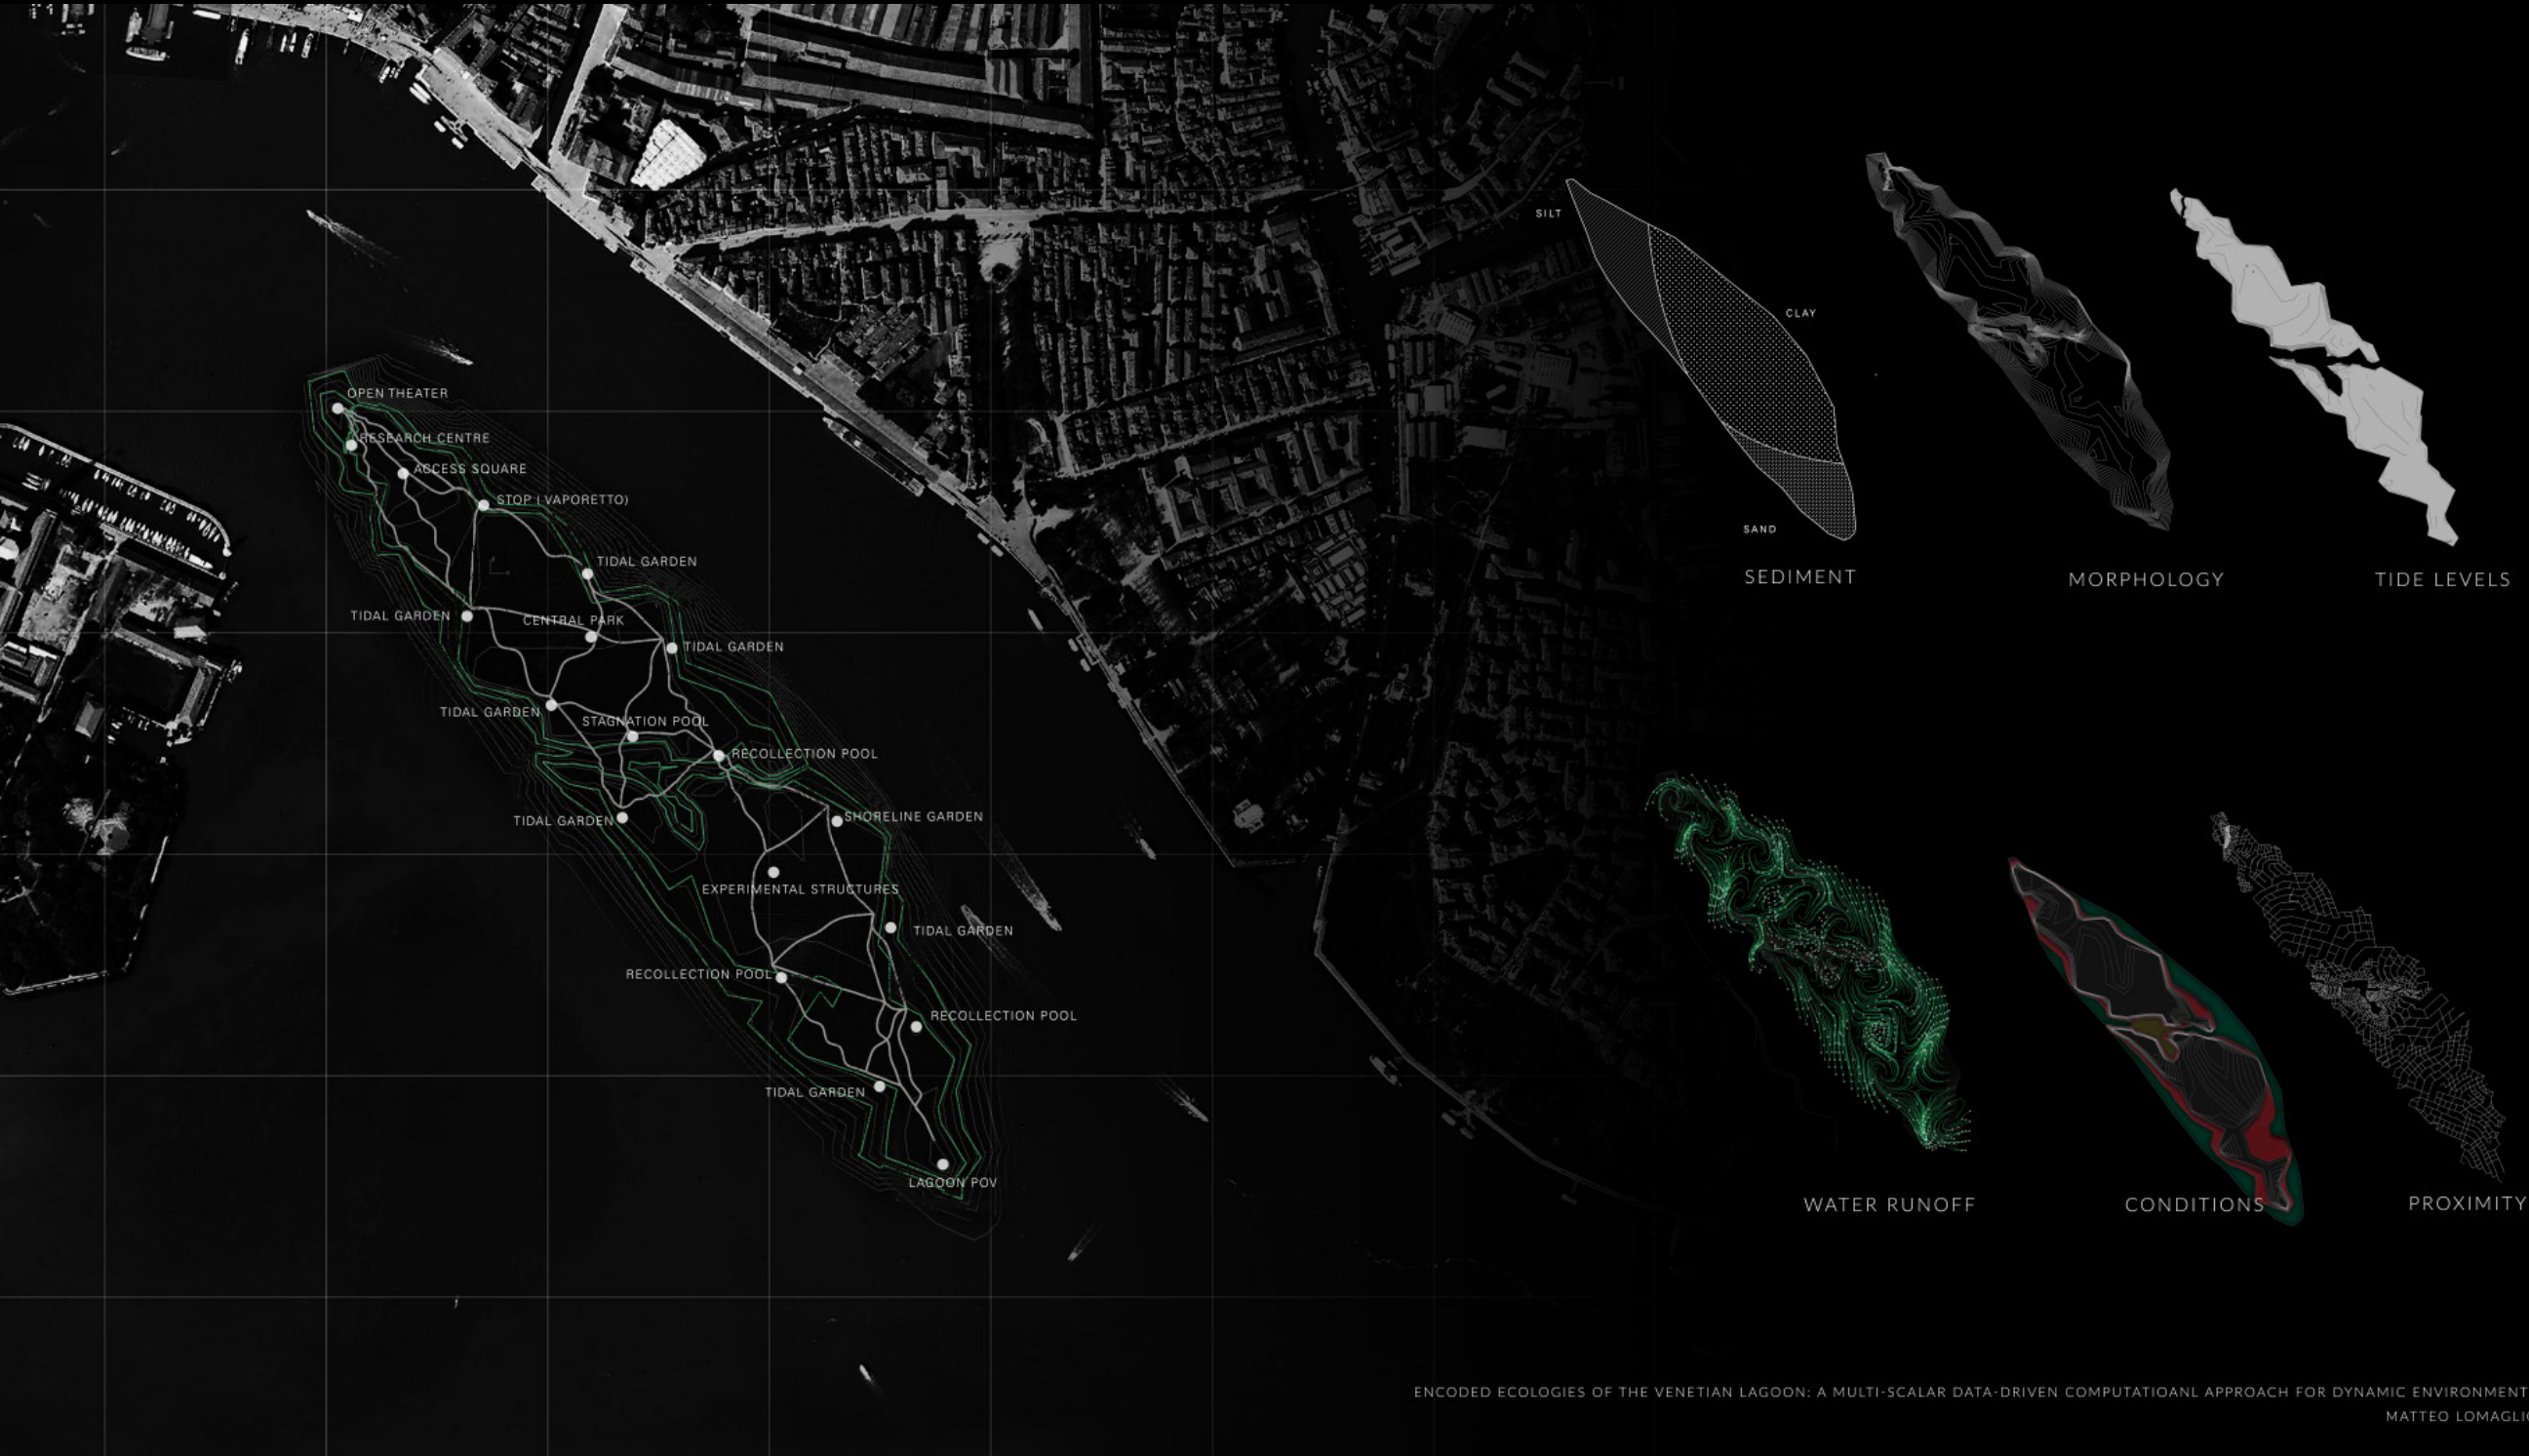 OPEN THEATER
RESEARCH CENTRE
ACCESS SQUARE
STOP ( VAPORETTO)
TIDAL GARDEN
TIDAL GARDEN
CENTRAL PARK
TIDAL GARDEN
TIDAL GARDEN
STAGNATION POOL
RECOLLECTION POOL
TIDAL GARDEN
SHORELINE GARDEN
EXPERIMENTAL STRUCTURES
TIDAL GARDEN
RECOLLECTION POOL
RECOLLECTION POOL
TIDAL GARDEN
LAGOON POV
SILT
CLAY
SAND
SEDIMENT
MORPHOLOGY
TIDE LEVELS
WATER RUNOFF
CONDITIONS
PROXIMITY
ENCODED ECOLOGIES OF THE VENETIAN LAGOON: A MULTI-SCALAR DATA-DRIVEN COMPUTATIOANL APPROACH FOR DYNAMIC ENVIRONMENT
MATTEO LOMAGLIO